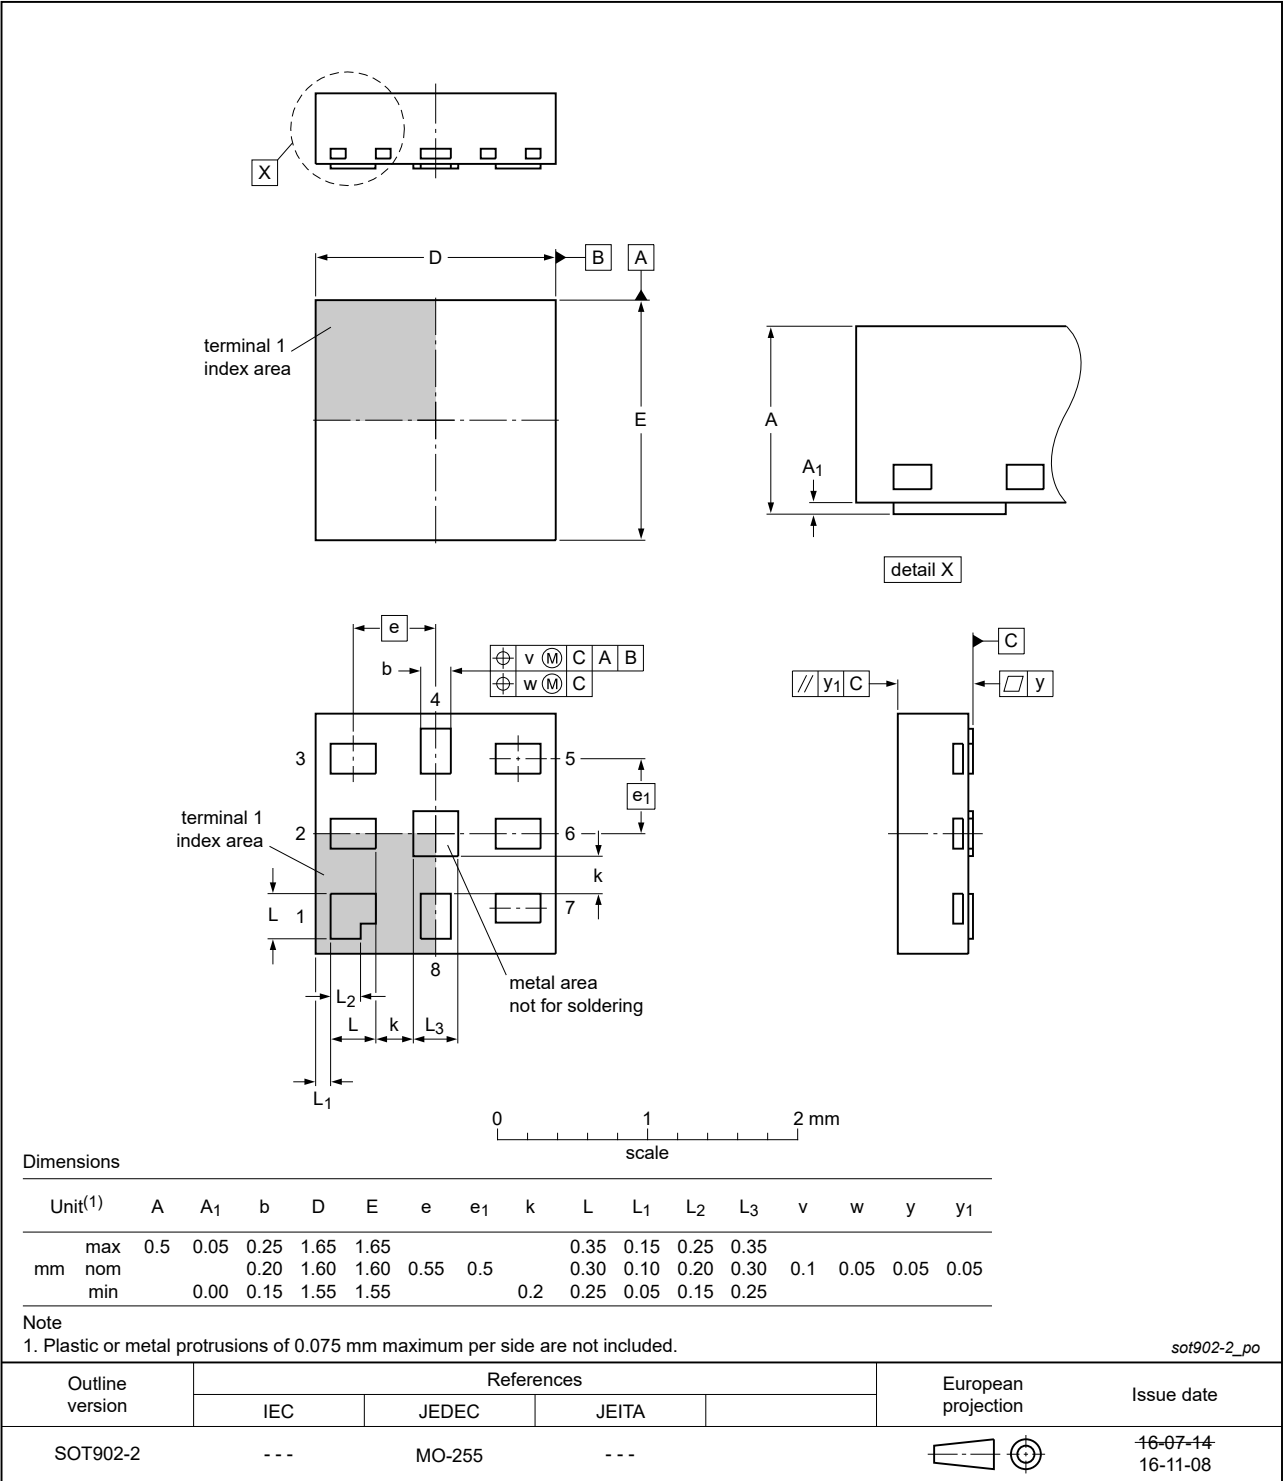 X
D
B
A
terminal 1
index area
E
A
A1
detail X
e
b
v M C A B
w M C
4
C
y1 C
y
3
5
e1
terminal 1
index area
2
6
k
L
1
7
8
metal area
not for soldering
L2
L
k
L3
L1
0 1 2 mm
scale
Dimensions
Unit(1) A A1 b D E e e1 k L L1 L2 L3 v w y y1
max 0.5 0.05 0.25 1.65 1.65 0.35 0.15 0.25 0.35
mm nom 0.20 1.60 1.60 0.55 0.5 0.30 0.10 0.20 0.30 0.1 0.05 0.05 0.05
min 0.00 0.15 1.55 1.55 0.2 0.25 0.05 0.15 0.25
Note
1. Plastic or metal protrusions of 0.075 mm maximum per side are not included.
sot902-2_po
Outline
version
References
European
projection
Issue date
IEC JEDEC JEITA
SOT902-2 - - - MO-255 - - -
16-07-14
16-11-08